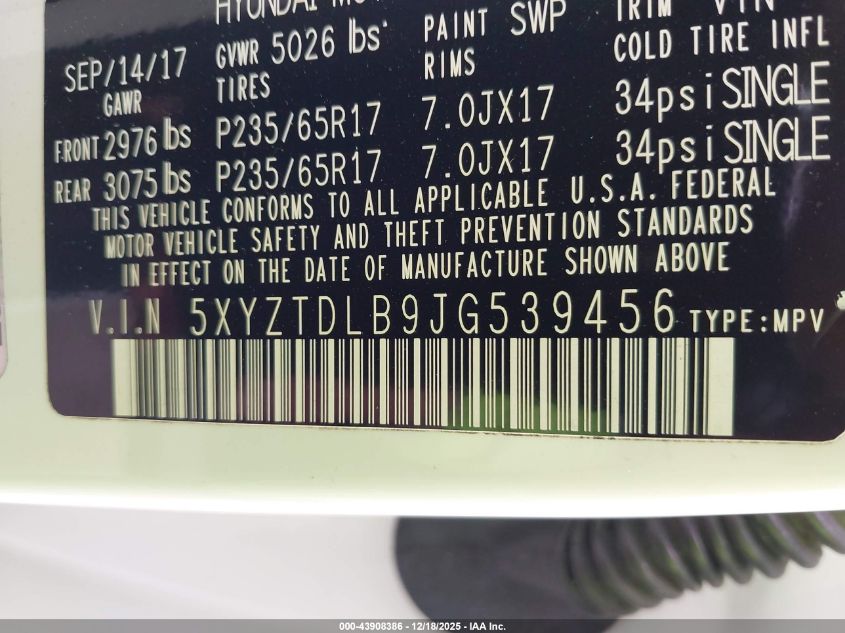 HYUNDAI
SEP/14/17 GVWR 5026 lbs PAINT SWP TRIM
GAWR TIRES RIMS COLD TIRE INFL
FRONT 2976 lbs P235/65R17 7.0JX17 34psi SINGLE
REAR 3075 lbs P235/65R17 7.0JX17 34psi SINGLE
THIS VEHICLE CONFORMS TO ALL APPLICABLE U.S.A. FEDERAL
MOTOR VEHICLE SAFETY AND THEFT PREVENTION STANDARDS
IN EFFECT ON THE DATE OF MANUFACTURE SHOWN ABOVE
V.I.N 5XYZTDLB9JG539456 TYPE:MPV
000-43908386 - 12/18/2025 - IAA Inc.